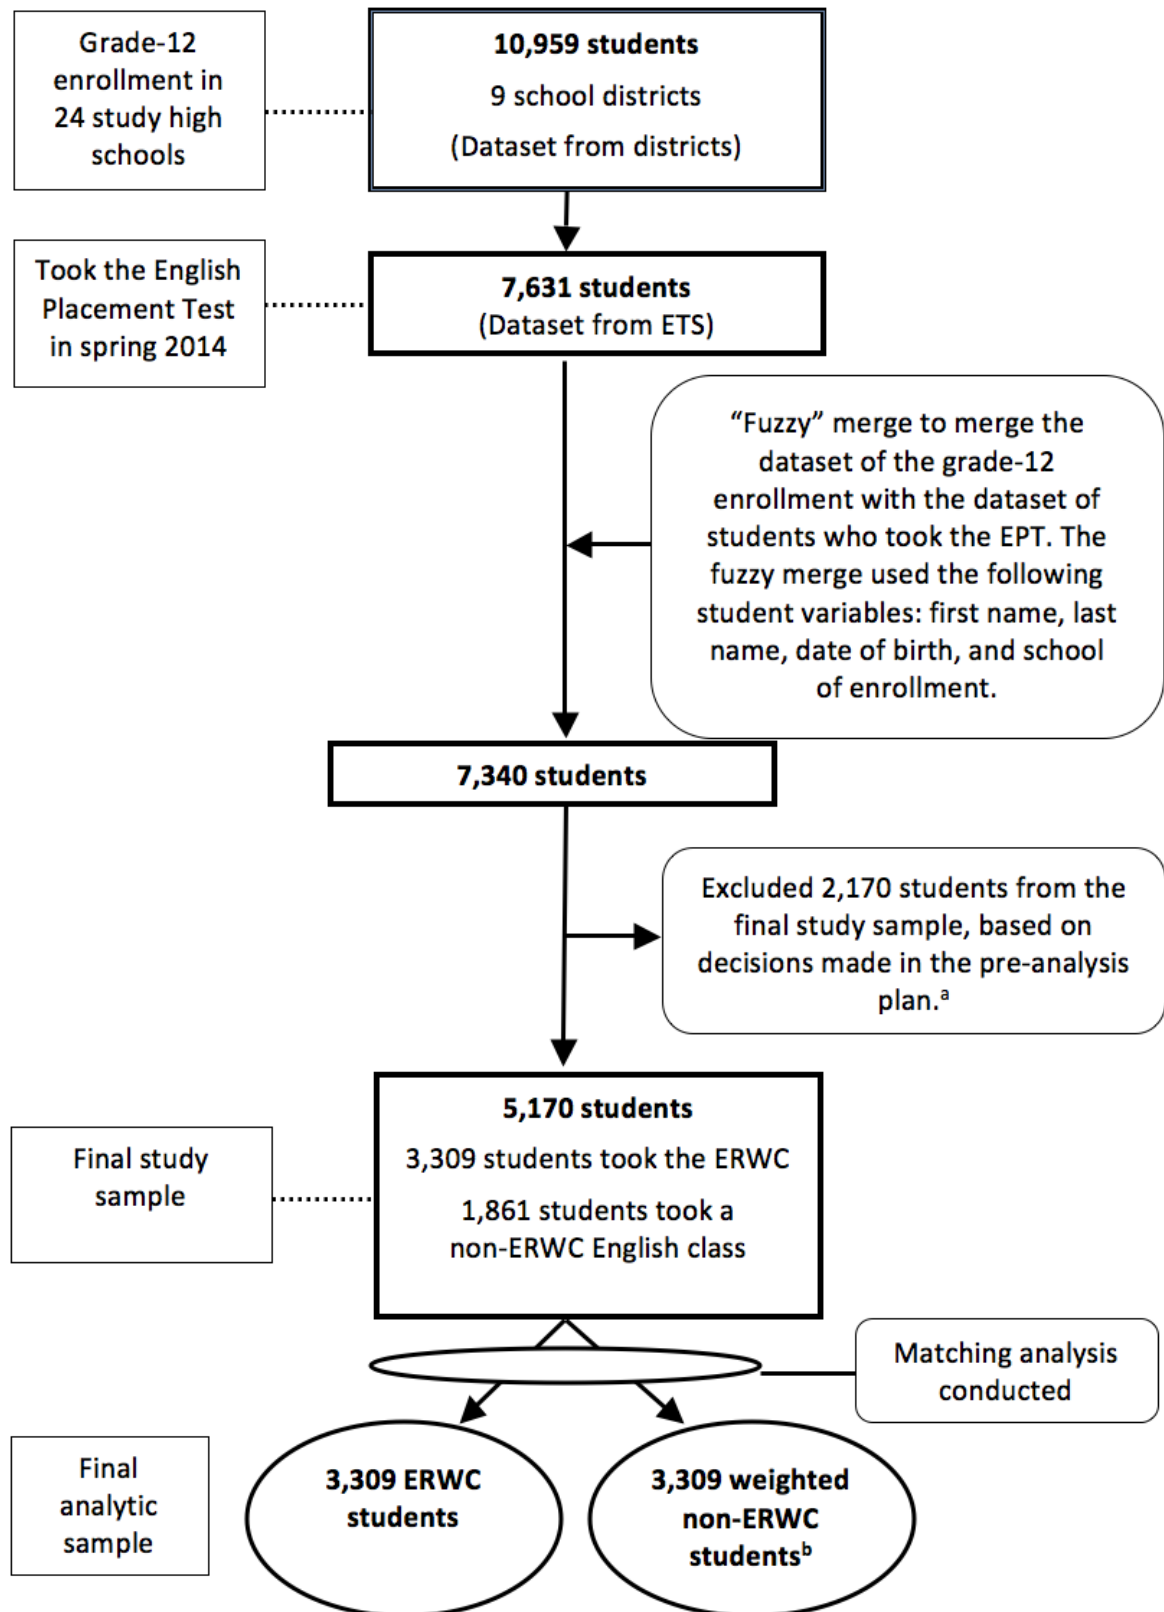 Grade-12
enrollment in
24 study high
schools
10,959 students
9 school districts
(Dataset from districts)
Took the English
Placement Test
in spring 2014
7,631 students
(Dataset from ETS)
“Fuzzy” merge to merge the
dataset of the grade-12
enrollment with the dataset of
students who took the EPT. The
fuzzy merge used the following
student variables: first name, last
name, date of birth, and school
of enrollment.
7,340 students
Excluded 2,170 students from the
final study sample, based on
decisions made in the pre-analysis
plan.ᵃ
Final study
sample
5,170 students
3,309 students took the ERWC
1,861 students took a
non-ERWC English class
Matching analysis
conducted
Final
analytic
sample
3,309 ERWC
students
3,309 weighted
non-ERWC
studentsᵇ